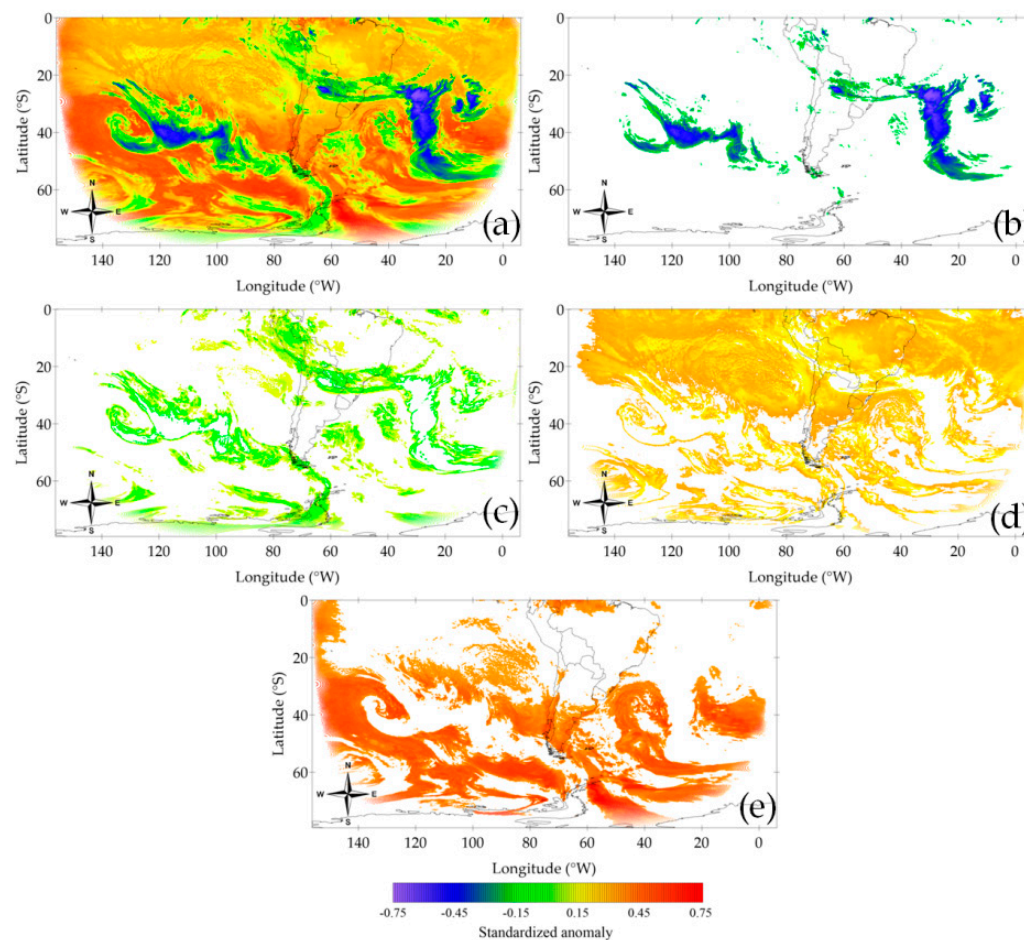 0
20
40
60
Latitude (°S)
N
W E
S
(a)
140 120 100 80 60 40 20 0
Longitude (°W)
0
20
40
60
Latitude (°S)
N
W E
S
(b)
140 120 100 80 60 40 20 0
Longitude (°W)
0
20
40
60
Latitude (°S)
N
W E
S
(c)
140 120 100 80 60 40 20 0
Longitude (°W)
0
20
40
60
Latitude (°S)
N
W E
S
(d)
140 120 100 80 60 40 20 0
Longitude (°W)
0
20
40
60
Latitude (°S)
N
W E
S
(e)
140 120 100 80 60 40 20 0
Longitude (°W)
-0.75 -0.45 -0.15 0.15 0.45 0.75
Standardized anomaly